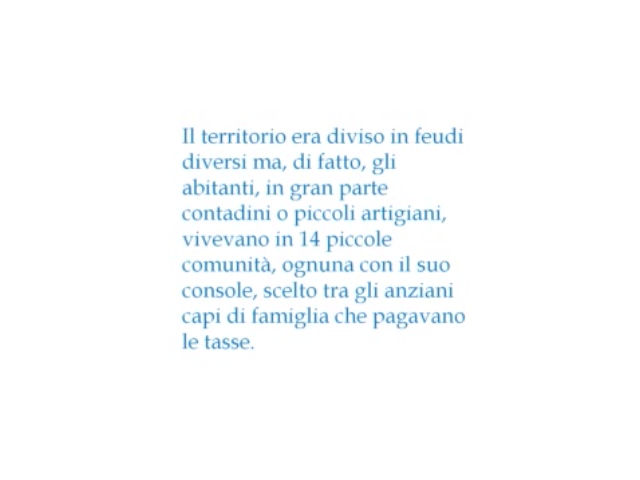 Il territorio era diviso in feudi
diversi ma, di fatto, gli
abitanti, in gran parte
contadini o piccoli artigiani,
vivevano in 14 piccole
comunità, ognuna con il suo
console, scelto tra gli anziani
capi di famiglia che pagavano
le tasse.